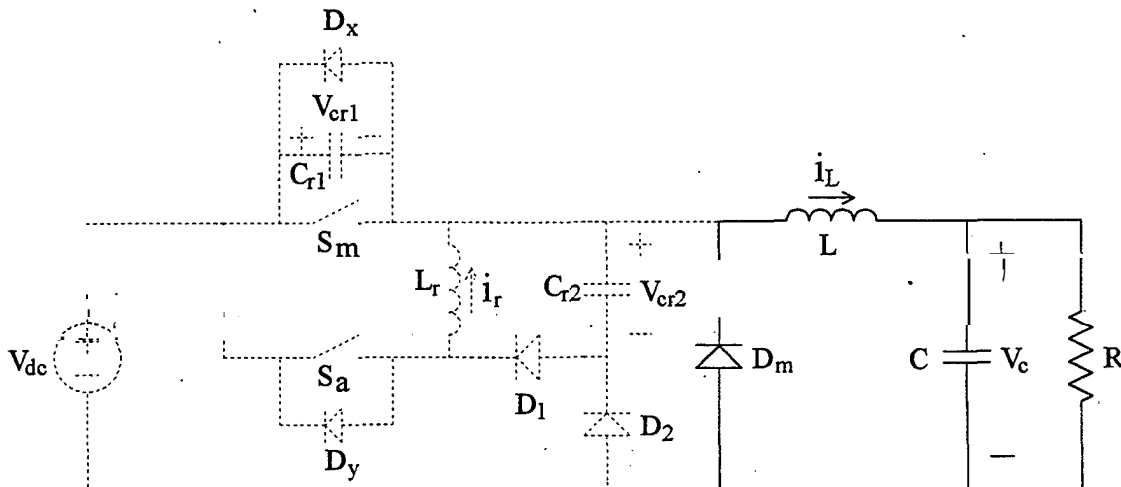 Dx
Vcr1
+ −
Cr1
iL
Sm
L
Lr
ir
Cr2
+
Vcr2
−
+
Vdc
+
−
Sa
D1
Dm
C
Vc
R
D2
Dy
−